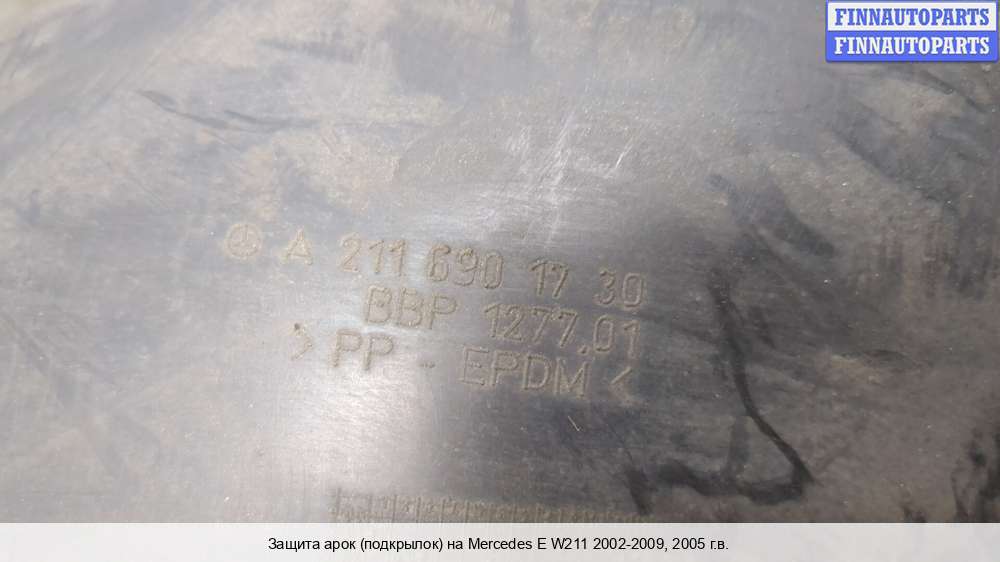 FINNAUTOPARTS
FINNAUTOPARTS
A 211 690 17 30
BBP 1277.01
> PP - EPDM <
Защита арок (подкрылок) на Mercedes E W211 2002-2009, 2005 г.в.